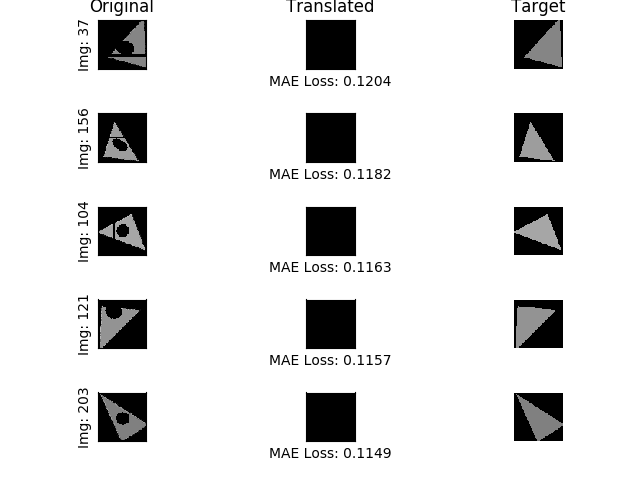 Original Translated Target
Img: 37
MAE Loss: 0.1204
Img: 156
MAE Loss: 0.1182
Img: 104
MAE Loss: 0.1163
Img: 121
MAE Loss: 0.1157
Img: 203
MAE Loss: 0.1149